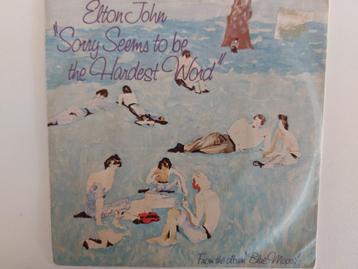 Elton John
"Sorry Seems to be
the Hardest Word"
From the album "Blue Moves"